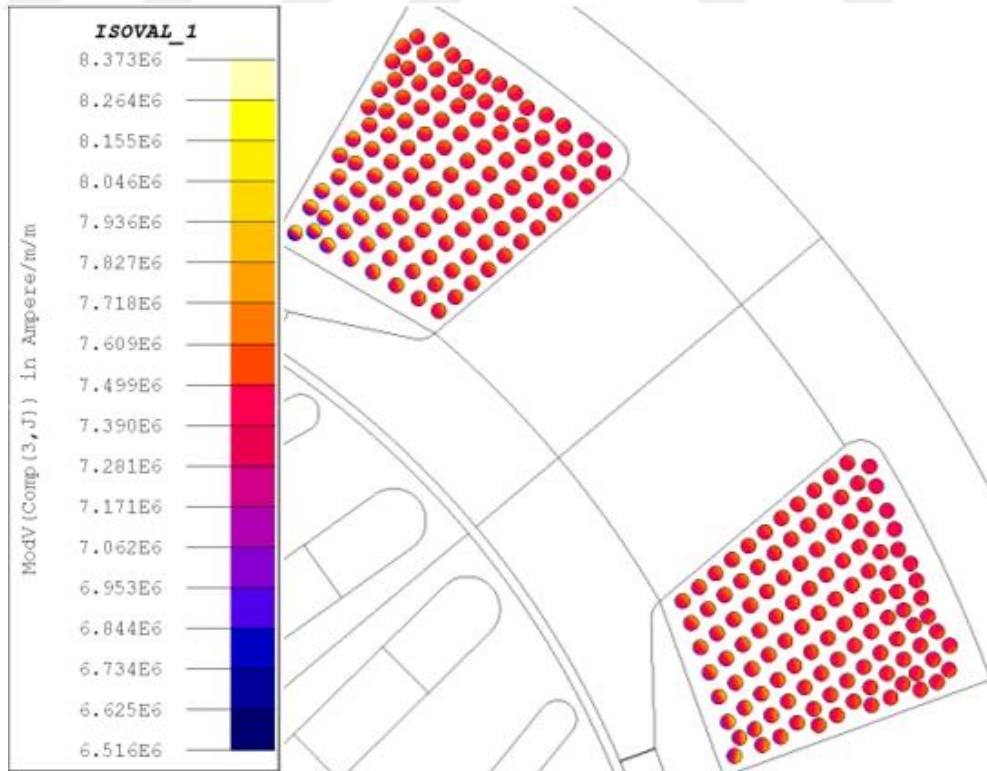 ISOVAL_1
8.373E6
8.264E6
8.155E6
8.046E6
7.936E6
7.827E6
7.718E6
7.609E6
7.499E6
7.390E6
7.281E6
7.171E6
7.062E6
6.953E6
6.844E6
6.734E6
6.625E6
6.516E6
ModV(Comp(3,J)) in Ampere/m/m